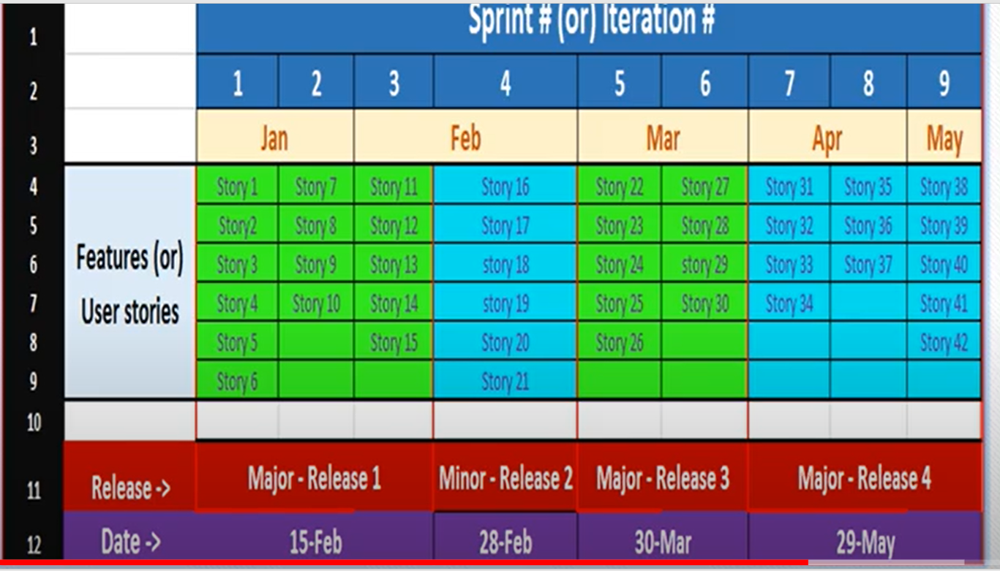 1 Sprint # (or) Iteration #
2 1 2 3 4 5 6 7 8 9
3 Jan Feb Mar Apr May
4 Story 1 Story 7 Story 11 Story 16 Story 22 Story 27 Story 31 Story 35 Story 38
5 Story2 Story 8 Story 12 Story 17 Story 23 Story 28 Story 32 Story 36 Story 39
Features (or)
6 Story 3 Story 9 Story 13 story 18 Story 24 story 29 Story 33 Story 37 Story 40
User stories
7 Story 4 Story 10 Story 14 story 19 Story 25 Story 30 Story 34 Story 41
8 Story 5 Story 15 Story 20 Story 26 Story 42
9 Story 6 Story 21
10
11 Release -> Major - Release 1 Minor - Release 2 Major - Release 3 Major - Release 4
12 Date -> 15-Feb 28-Feb 30-Mar 29-May